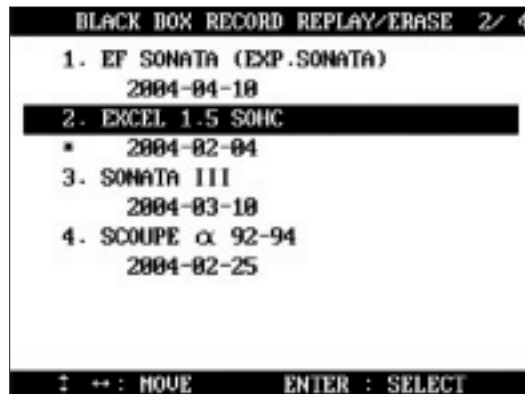 BLACK BOX RECORD REPLAY/ERASE 2/ 4
1. EF SONATA (EXP.SONATA)
2004-04-10
2. EXCEL 1.5 SOHC
* 2004-02-04
3. SONATA III
2004-03-10
4. SCOUPE α 92-94
2004-02-25
↕ ↔: MOVE ENTER : SELECT